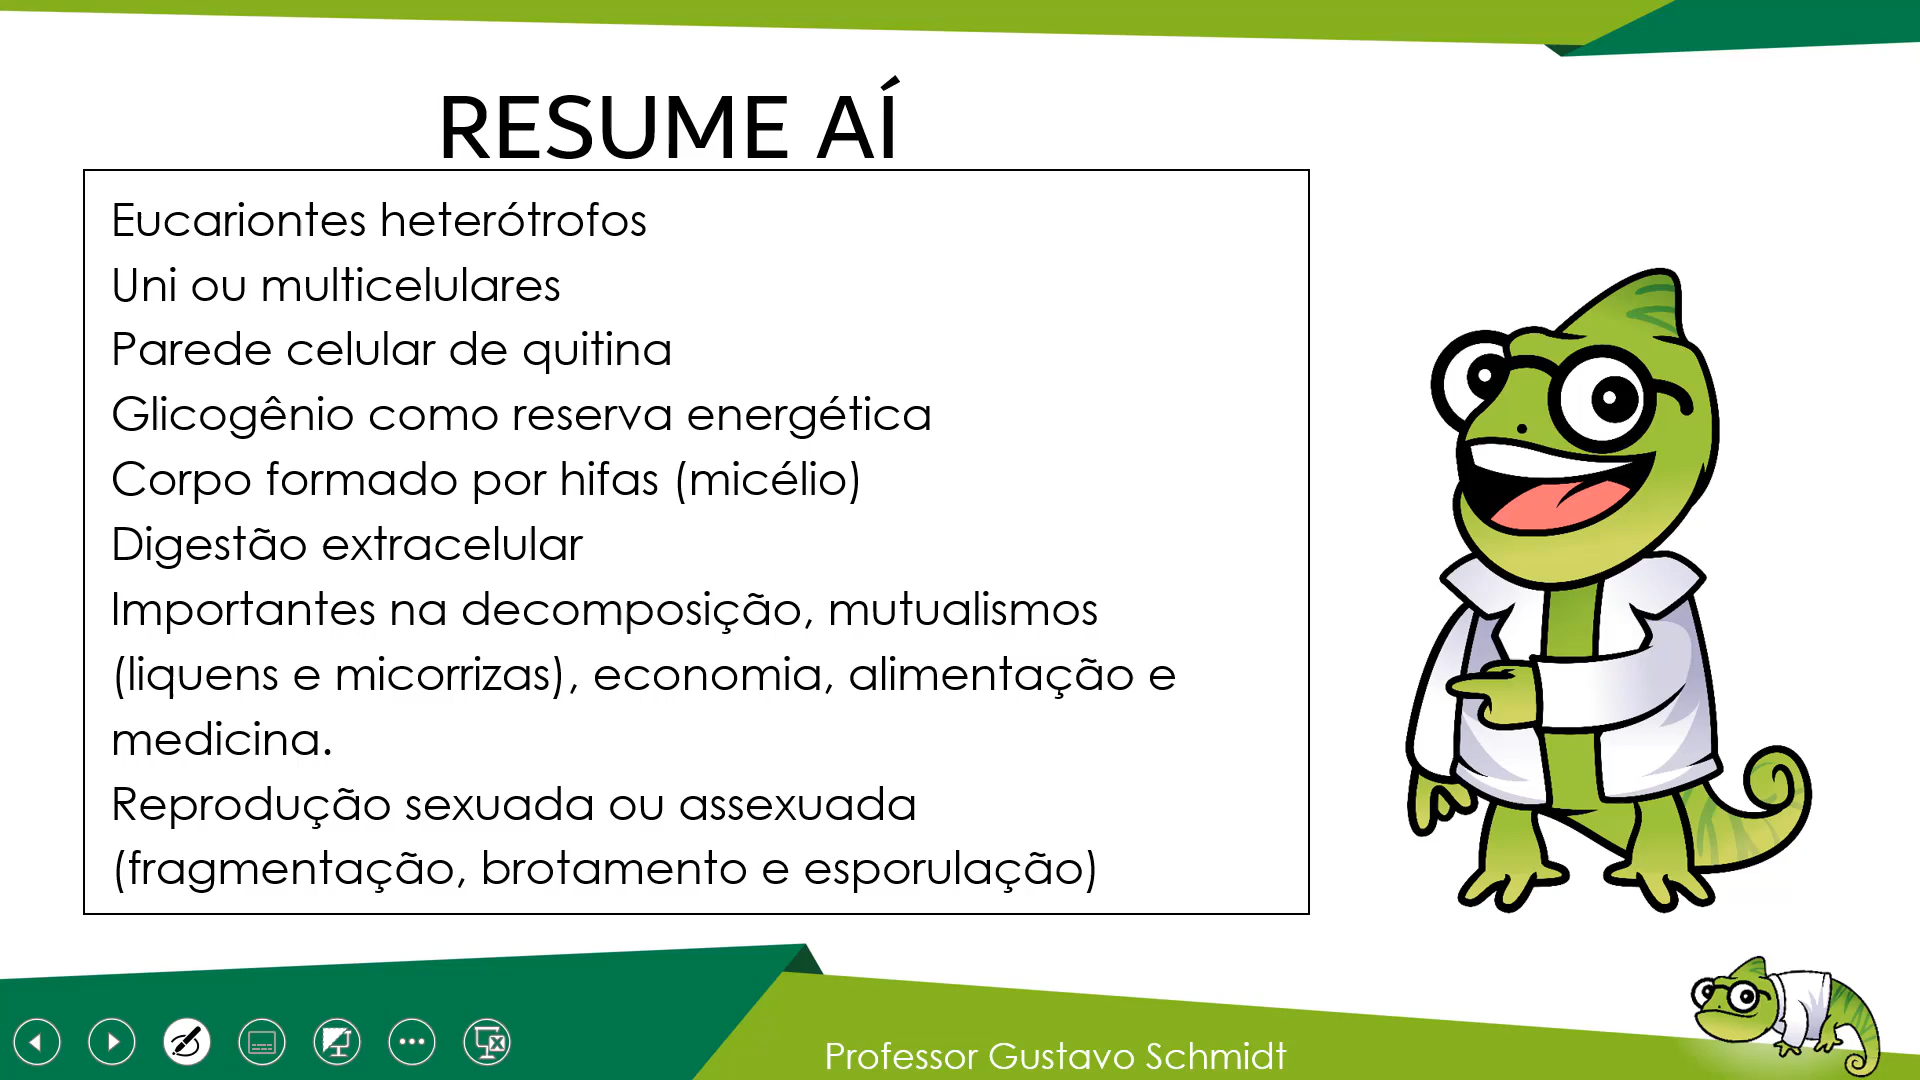 RESUME AÍ
Eucariontes heterótrofos
Uni ou multicelulares
Parede celular de quitina
Glicogênio como reserva energética
Corpo formado por hifas (micélio)
Digestão extracelular
Importantes na decomposição, mutualismos
(liquens e micorrizas), economia, alimentação e
medicina.
Reprodução sexuada ou assexuada
(fragmentação, brotamento e esporulação)
Professor Gustavo Schmidt